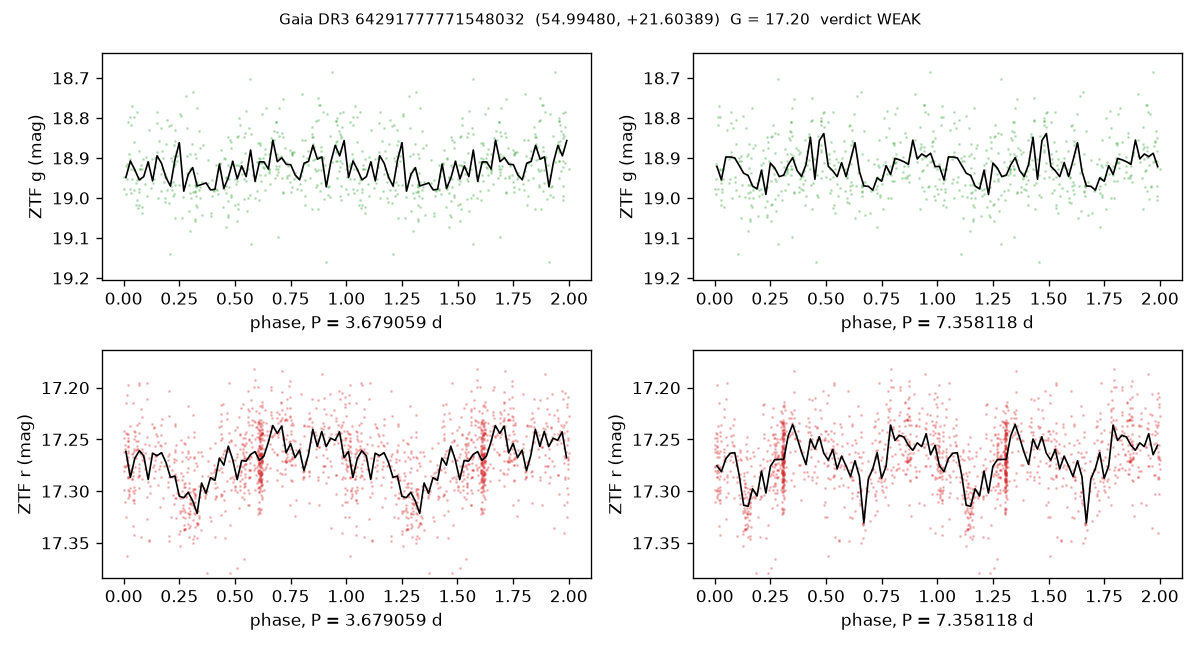 Gaia DR3 64291777771548032  (54.99480, +21.60389)  G = 17.20  verdict WEAK
ZTF g (mag)
18.7
18.8
18.9
19.0
19.1
19.2
0.00 0.25 0.50 0.75 1.00 1.25 1.50 1.75 2.00
phase, P = 3.679059 d
ZTF g (mag)
18.7
18.8
18.9
19.0
19.1
19.2
0.00 0.25 0.50 0.75 1.00 1.25 1.50 1.75 2.00
phase, P = 7.358118 d
ZTF r (mag)
17.20
17.25
17.30
17.35
0.00 0.25 0.50 0.75 1.00 1.25 1.50 1.75 2.00
phase, P = 3.679059 d
ZTF r (mag)
17.20
17.25
17.30
17.35
0.00 0.25 0.50 0.75 1.00 1.25 1.50 1.75 2.00
phase, P = 7.358118 d